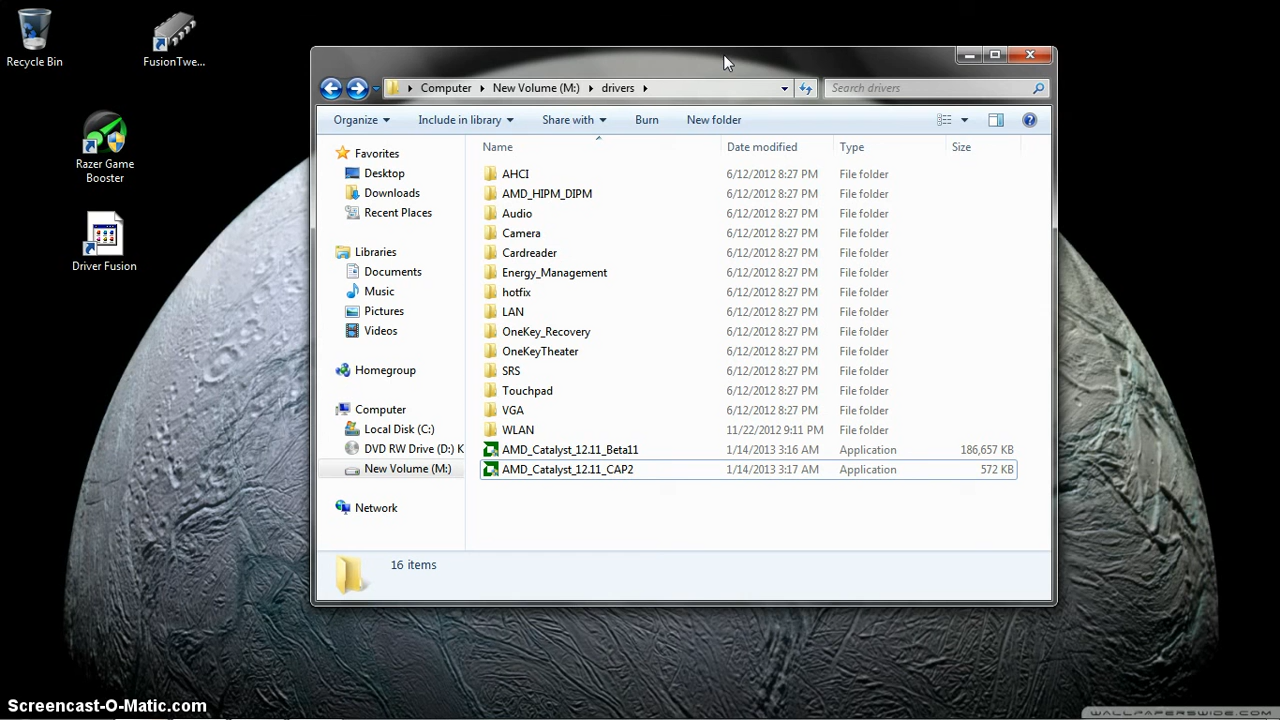 Recycle Bin
FusionTwe...
Razer Game
Booster
Driver Fusion
Computer New Volume (M:) drivers
Search drivers
Organize Include in library Share with Burn New folder
Name Date modified Type Size
Favorites
Desktop
Downloads
Recent Places
Libraries
Documents
Music
Pictures
Videos
Homegroup
Computer
Local Disk (C:)
DVD RW Drive (D:) K
New Volume (M:)
Network
AHCI 6/12/2012 8:27 PM File folder
AMD_HIPM_DIPM 6/12/2012 8:27 PM File folder
Audio 6/12/2012 8:27 PM File folder
Camera 6/12/2012 8:27 PM File folder
Cardreader 6/12/2012 8:27 PM File folder
Energy_Management 6/12/2012 8:27 PM File folder
hotfix 6/12/2012 8:27 PM File folder
LAN 6/12/2012 8:27 PM File folder
OneKey_Recovery 6/12/2012 8:27 PM File folder
OneKeyTheater 6/12/2012 8:27 PM File folder
SRS 6/12/2012 8:27 PM File folder
Touchpad 6/12/2012 8:27 PM File folder
VGA 6/12/2012 8:27 PM File folder
WLAN 11/22/2012 9:11 PM File folder
AMD_Catalyst_12.11_Beta11 1/14/2013 3:16 AM Application 186,657 KB
AMD_Catalyst_12.11_CAP2 1/14/2013 3:17 AM Application 572 KB
16 items
Screencast-O-Matic.com
WALLPAPERSWIDE.COM